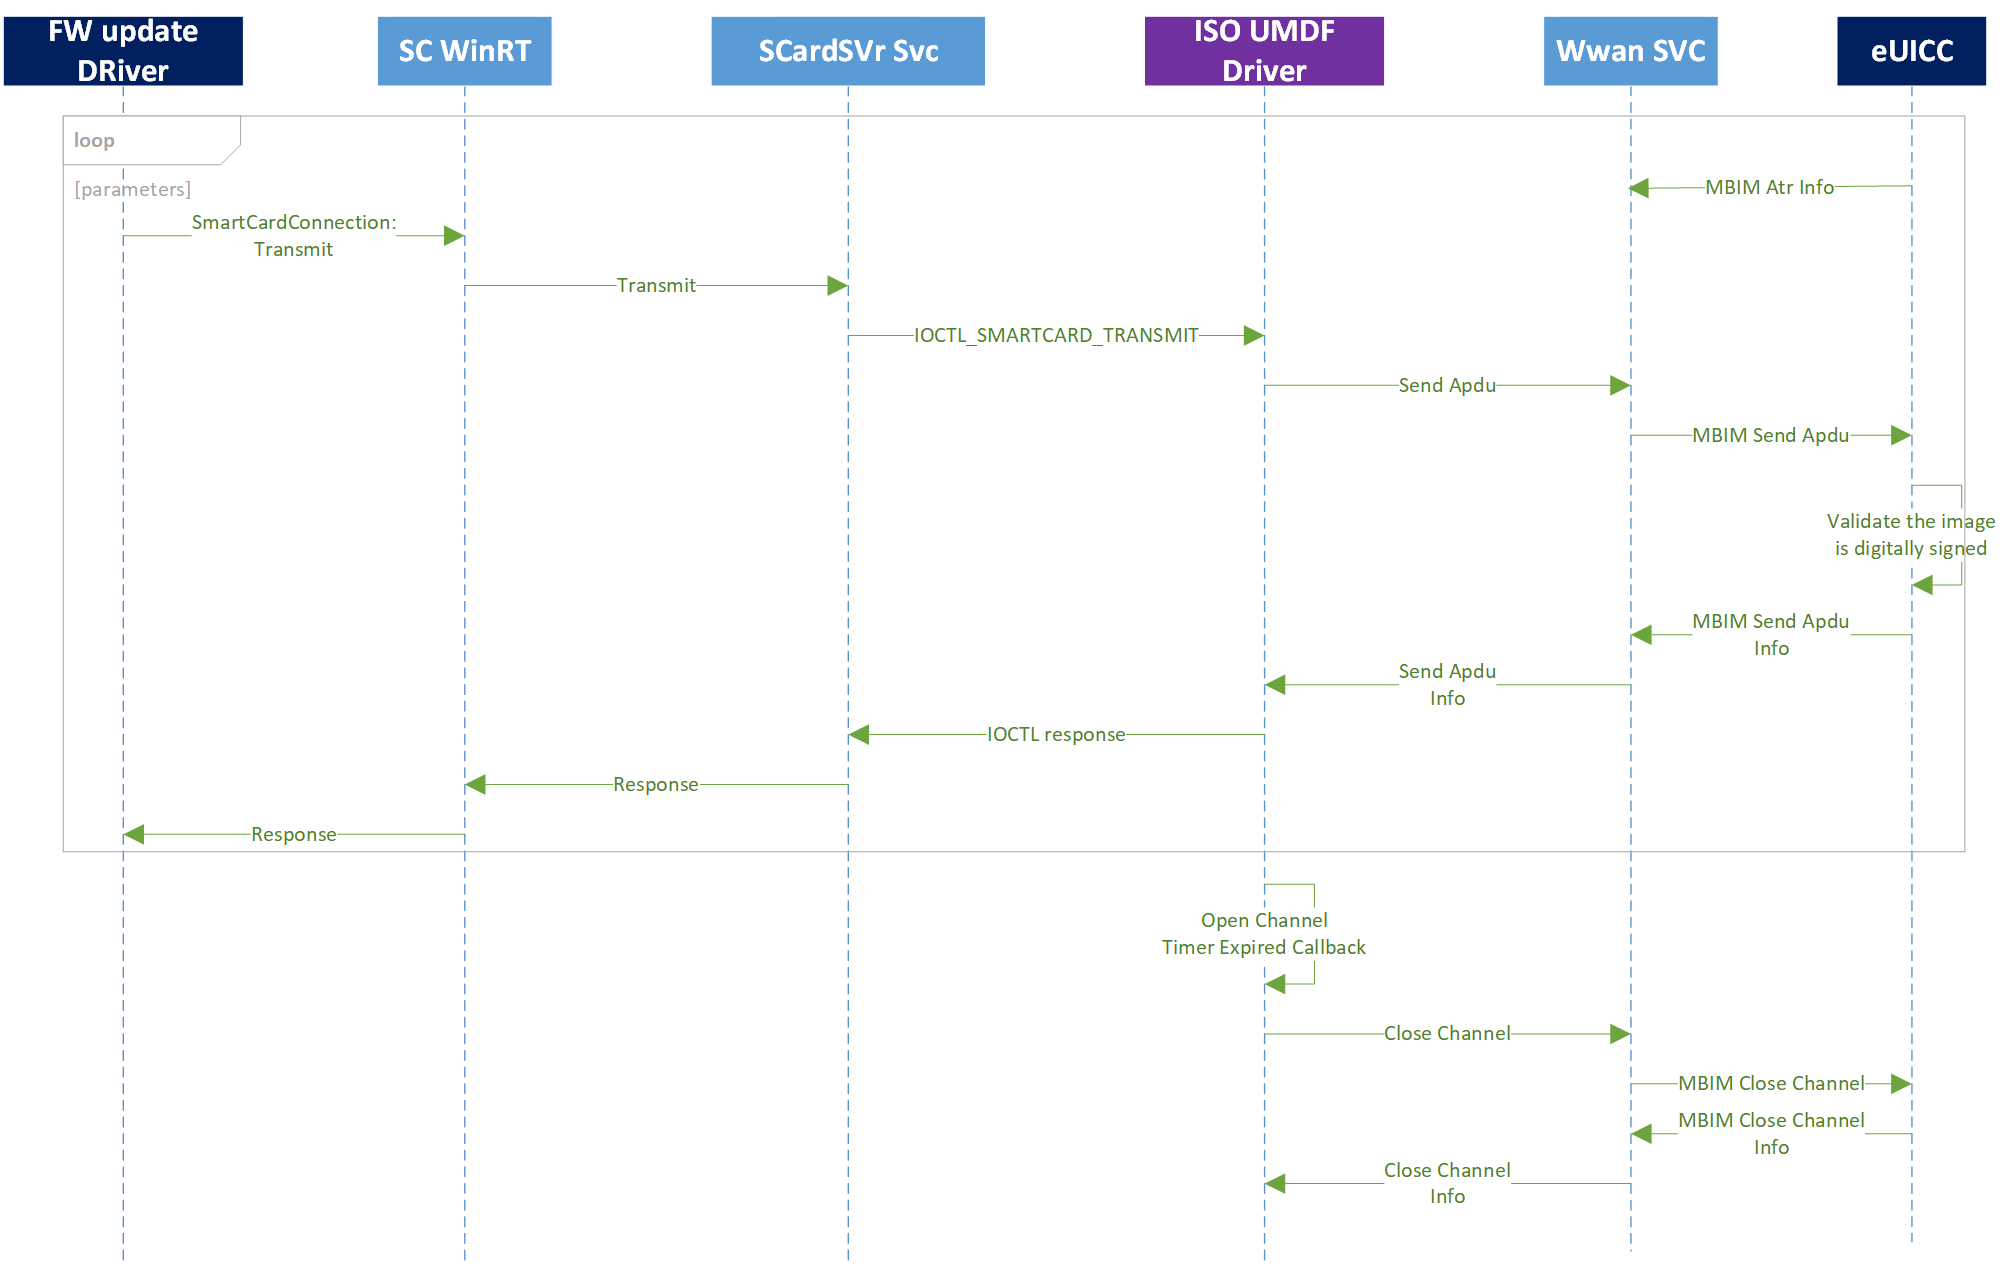 FW update
DRiver
SC WinRT
SCardSVr Svc
ISO UMDF
Driver
Wwan SVC
eUICC
loop
[parameters]
MBIM Atr Info
SmartCardConnection:
Transmit
Transmit
IOCTL_SMARTCARD_TRANSMIT
Send Apdu
MBIM Send Apdu
Validate the image
is digitally signed
MBIM Send Apdu
Info
Send Apdu
Info
IOCTL response
Response
Response
Open Channel
Timer Expired Callback
Close Channel
MBIM Close Channel
MBIM Close Channel
Info
Close Channel
Info